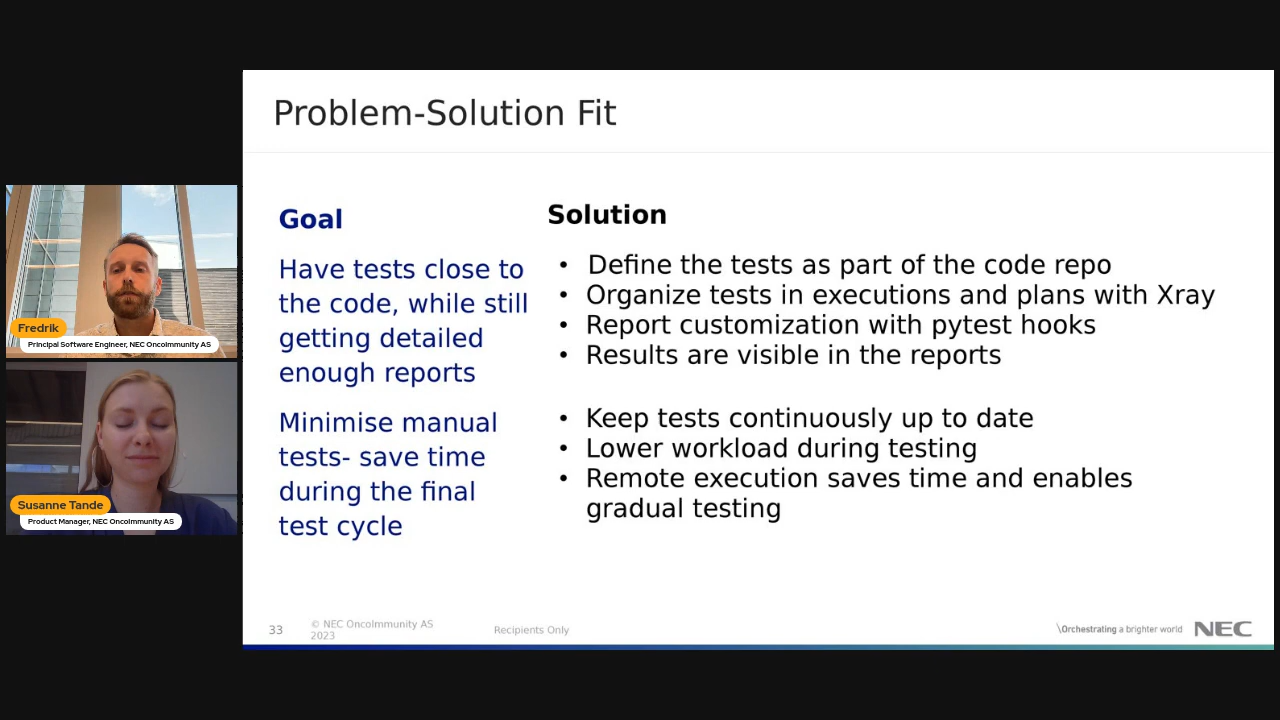 Problem-Solution Fit
Goal
Have tests close to
the code, while still
getting detailed
enough reports
Minimise manual
tests- save time
during the final
test cycle
Solution
• Define the tests as part of the code repo
• Organize tests in executions and plans with Xray
• Report customization with pytest hooks
• Results are visible in the reports
• Keep tests continuously up to date
• Lower workload during testing
• Remote execution saves time and enables
gradual testing
Fredrik
Principal Software Engineer, NEC OncoImmunity AS
Susanne Tande
Product Manager, NEC OncoImmunity AS
33
© NEC OncoImmunity AS
2023
Recipients Only
\Orchestrating a brighter world
NEC